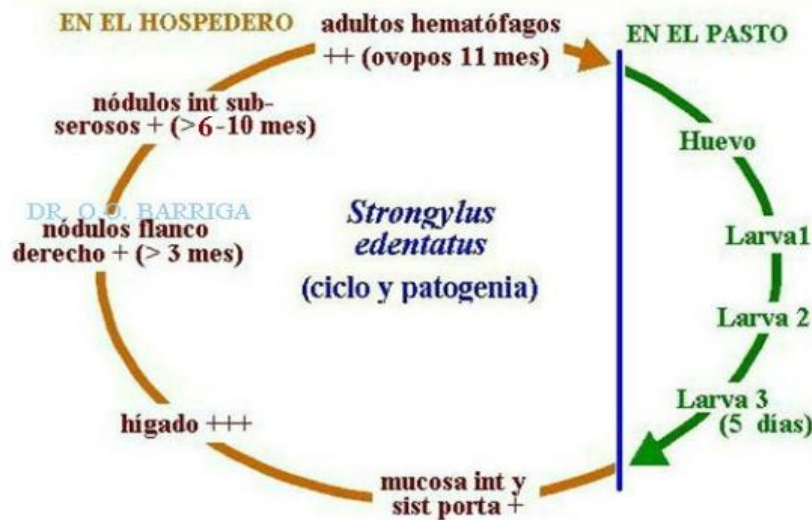 EN EL HOSPEDERO
adultos hematófagos
++ (ovopos 11 mes)
EN EL PASTO
nódulos int sub-
serosos + (>6-10 mes)
Huevo
DR. O.O. BARRIGA
nódulos flanco
derecho + (> 3 mes)
Strongylus
edentatus
(ciclo y patogenia)
Larva1
Larva 2
Larva 3
(5 días)
hígado +++
mucosa int y
sist porta +